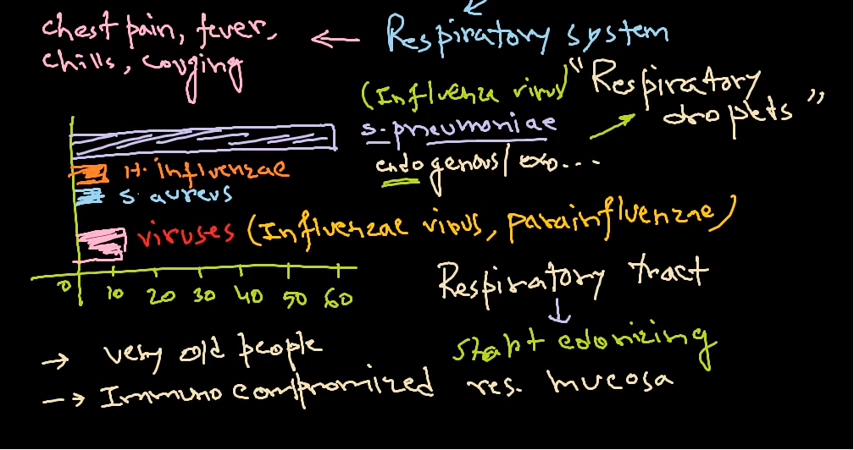 chest pain, fever,
chills, couging
← Respiratory system
(Influenza virus)
"Respiratory
droplets"
S. pneumoniae
endogenous/exo...
H. influenzae
S. aureus
viruses (Influenzae virus, parainfluenzae)
0 10 20 30 40 50 60
Respiratory tract
↓
start colonizing
res. mucosa
→ very old people
→ Immuno compromized